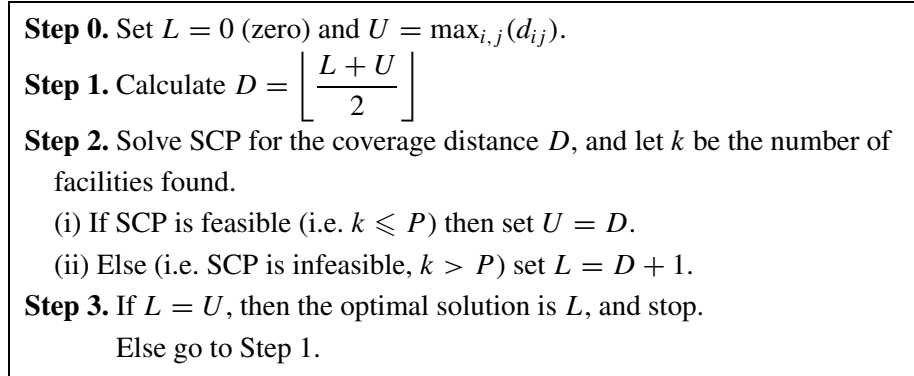 Step 0. Set L = 0 (zero) and U = max_{i,j}(d_{ij}).
Step 1. Calculate D = ⌊(L + U)/2⌋
Step 2. Solve SCP for the coverage distance D, and let k be the number of
facilities found.
(i) If SCP is feasible (i.e. k ⩽ P) then set U = D.
(ii) Else (i.e. SCP is infeasible, k > P) set L = D + 1.
Step 3. If L = U, then the optimal solution is L, and stop.
Else go to Step 1.